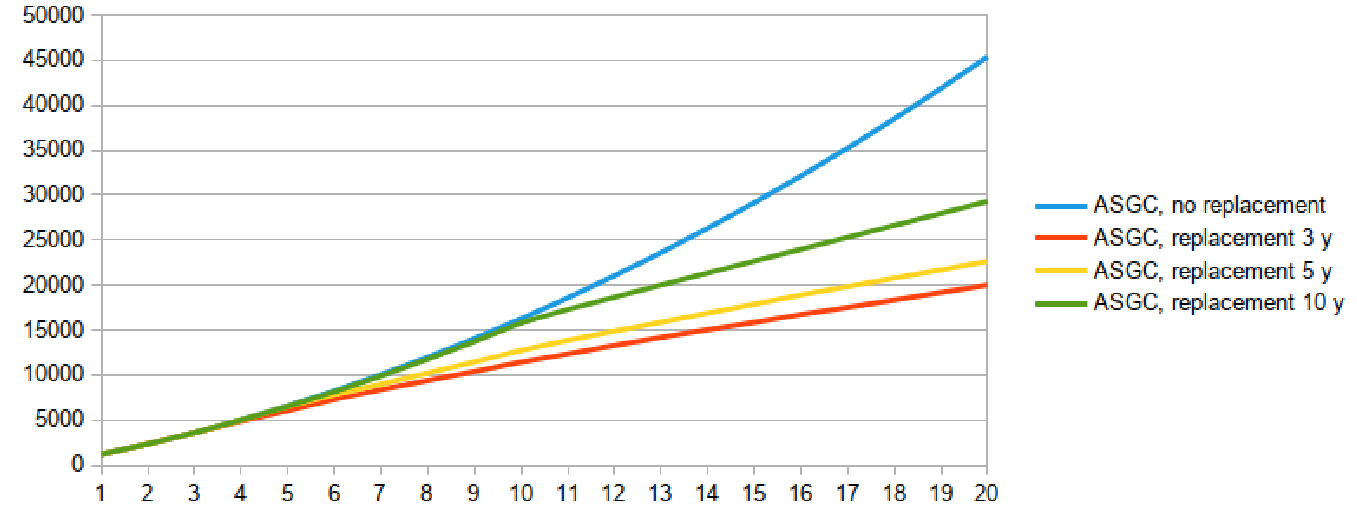 50000
45000
40000
35000
30000
25000
20000
15000
10000
5000
0
1 2 3 4 5 6 7 8 9 10 11 12 13 14 15 16 17 18 19 20
ASGC, no replacement
ASGC, replacement 3 y
ASGC, replacement 5 y
ASGC, replacement 10 y